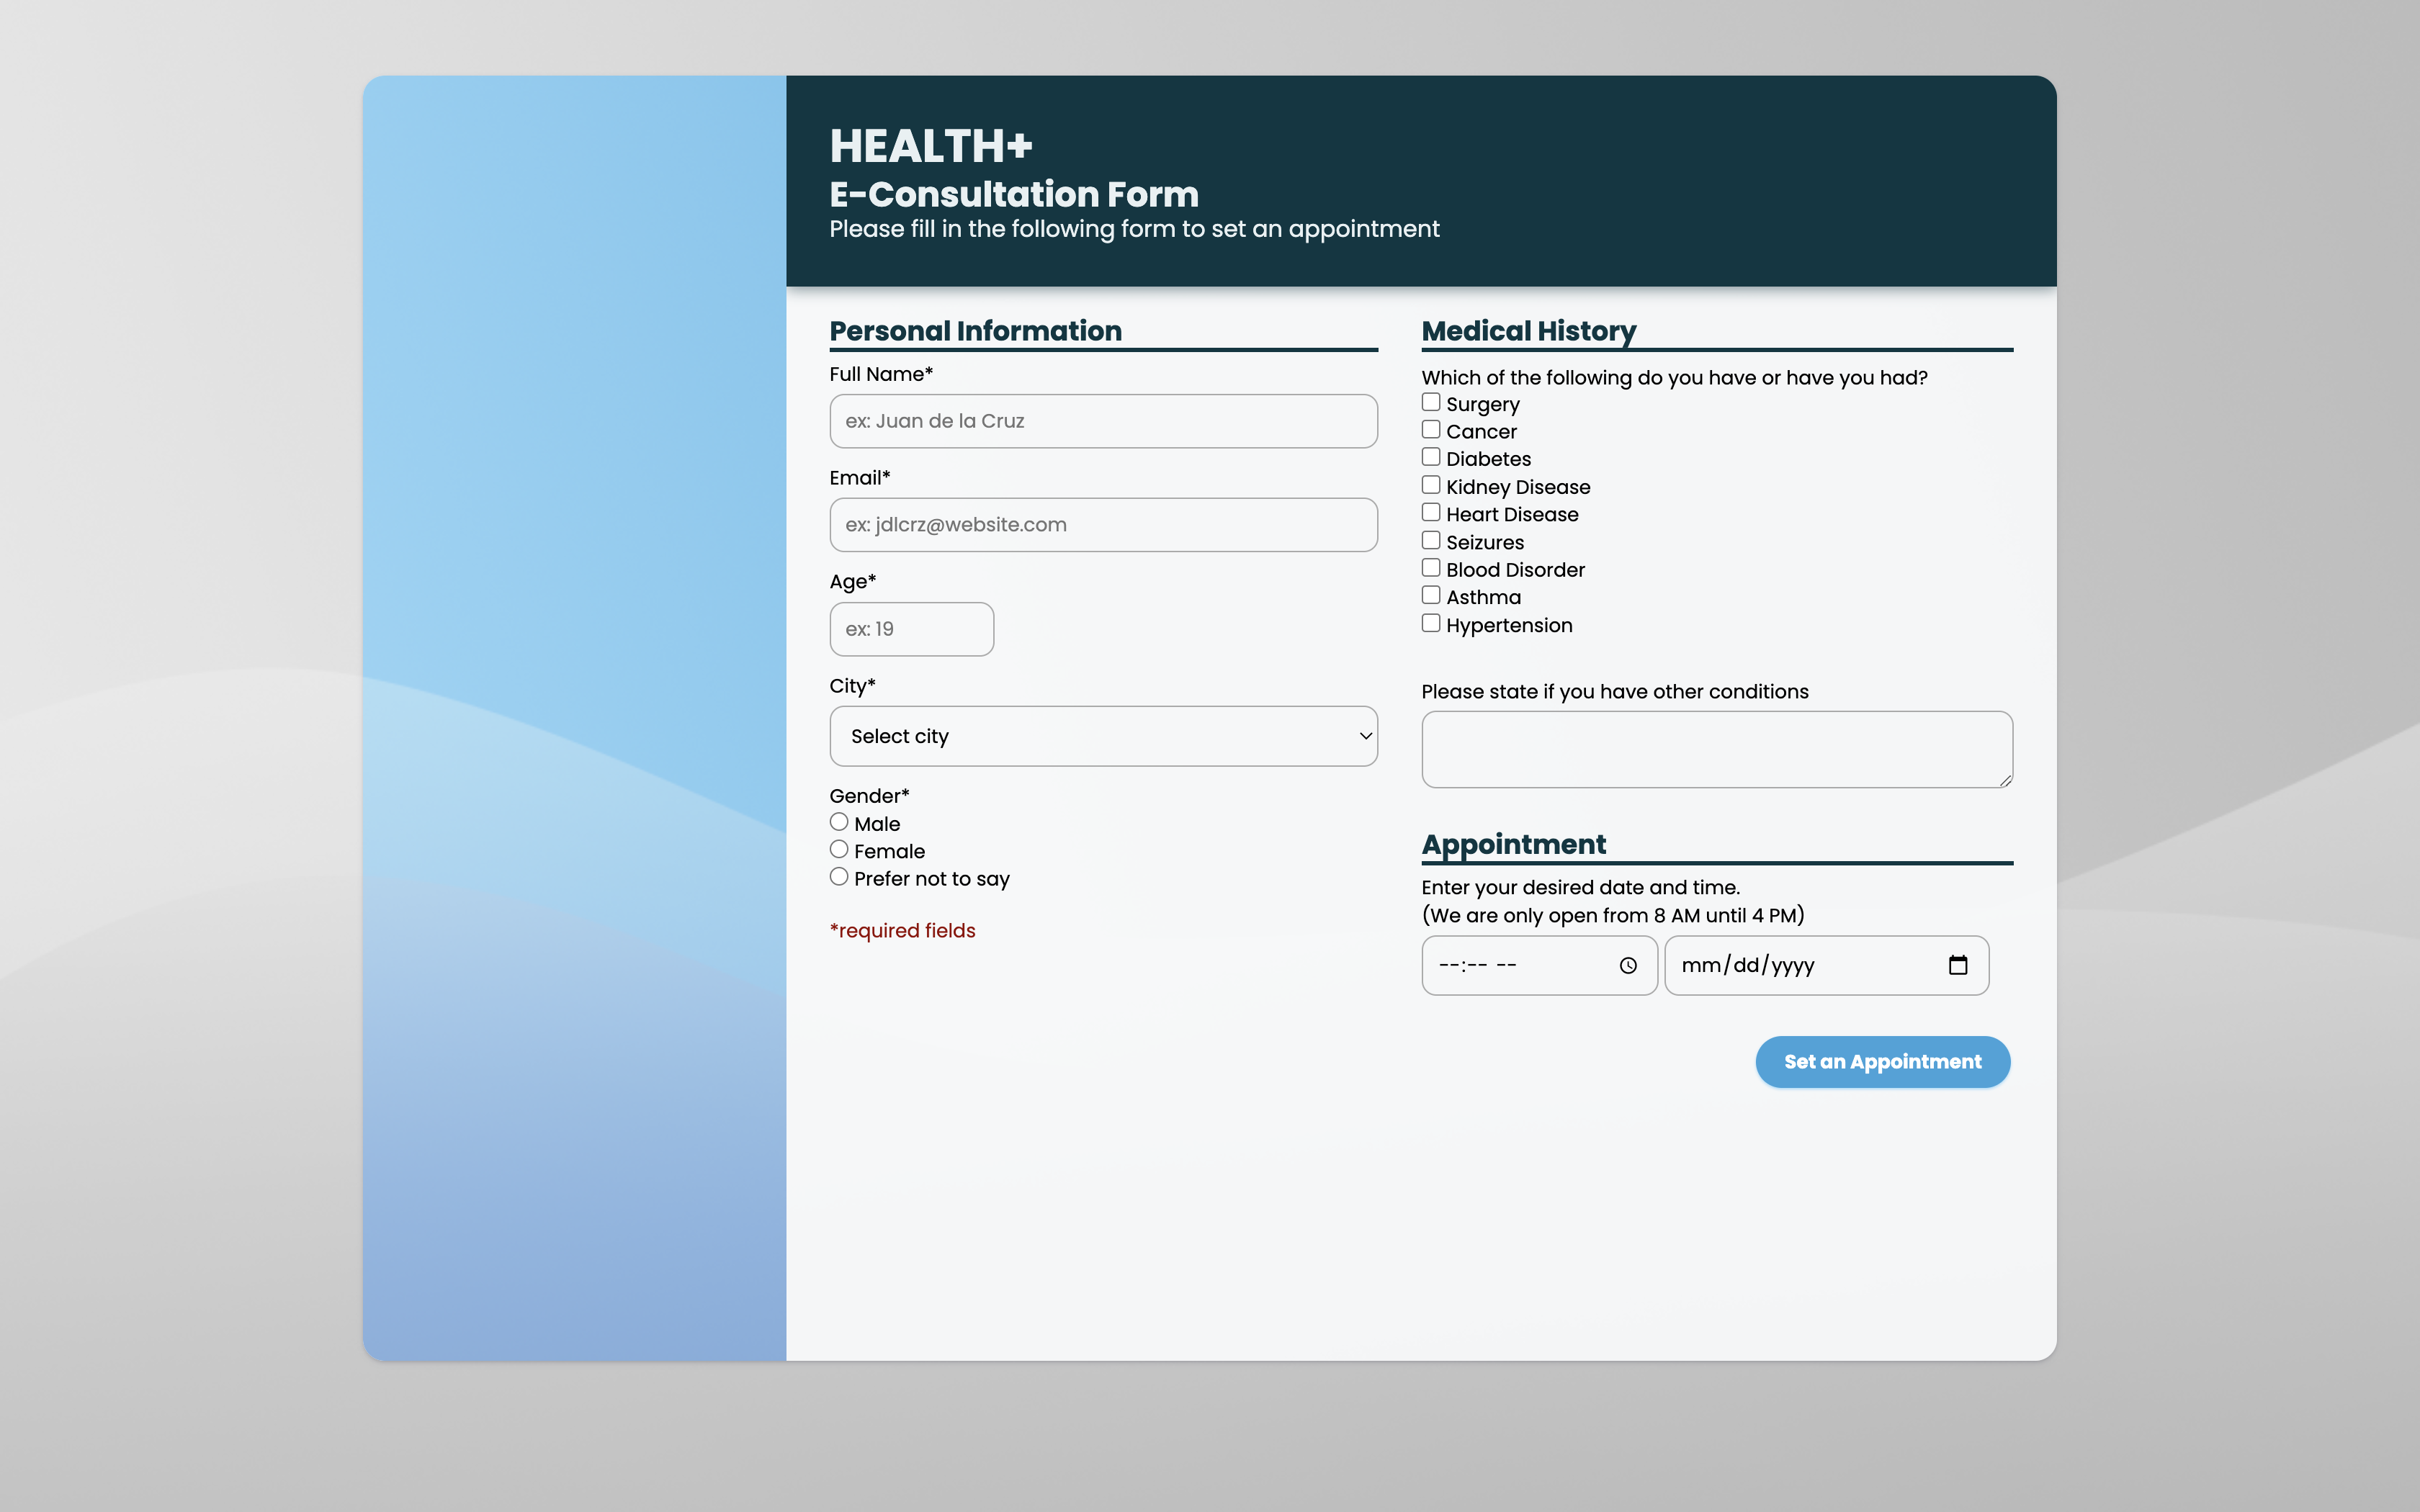 HEALTH+
E-Consultation Form
Please fill in the following form to set an appointment
Personal Information
Full Name*
ex: Juan de la Cruz
Email*
ex: jdlcrz@website.com
Age*
ex: 19
City*
Select city
Gender*
Male
Female
Prefer not to say
*required fields
Medical History
Which of the following do you have or have you had?
Surgery
Cancer
Diabetes
Kidney Disease
Heart Disease
Seizures
Blood Disorder
Asthma
Hypertension
Please state if you have other conditions
Appointment
Enter your desired date and time.
(We are only open from 8 AM until 4 PM)
--:-- -- mm/dd/yyyy
Set an Appointment